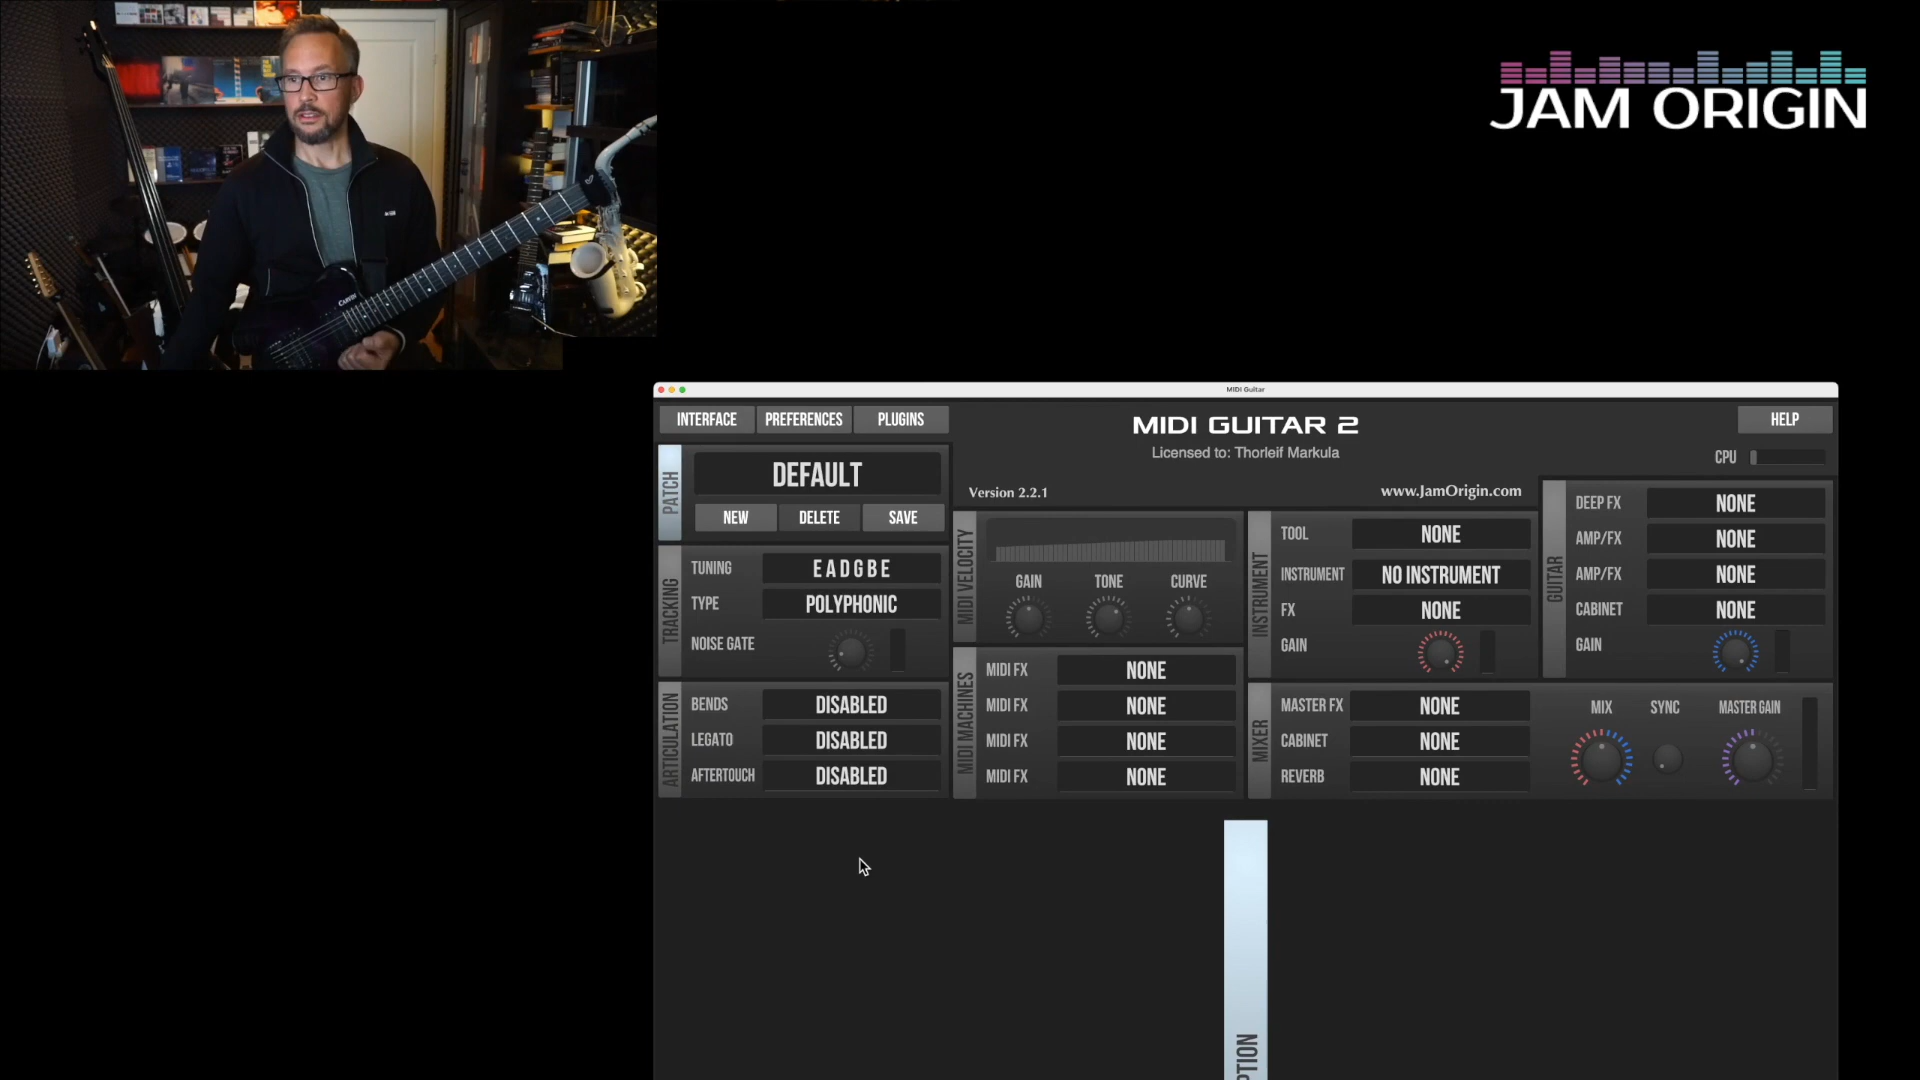 JAM ORIGIN
CARVIN
MIDI Guitar
INTERFACE
PREFERENCES
PLUGINS
MIDI GUITAR 2
Licensed to: Thorleif Markula
HELP
CPU
PATCH
DEFAULT
NEW
DELETE
SAVE
Version 2.2.1
www.JamOrigin.com
TRACKING
TUNING
E A D G B E
TYPE
POLYPHONIC
NOISE GATE
ARTICULATION
BENDS
DISABLED
LEGATO
DISABLED
AFTERTOUCH
DISABLED
MIDI VELOCITY
GAIN
TONE
CURVE
MIDI MACHINES
MIDI FX
NONE
MIDI FX
NONE
MIDI FX
NONE
MIDI FX
NONE
INSTRUMENT
TOOL
NONE
INSTRUMENT
NO INSTRUMENT
FX
NONE
GAIN
GUITAR
DEEP FX
NONE
AMP/FX
NONE
AMP/FX
NONE
CABINET
NONE
GAIN
MIXER
MASTER FX
NONE
CABINET
NONE
REVERB
NONE
MIX
SYNC
MASTER GAIN
PTION